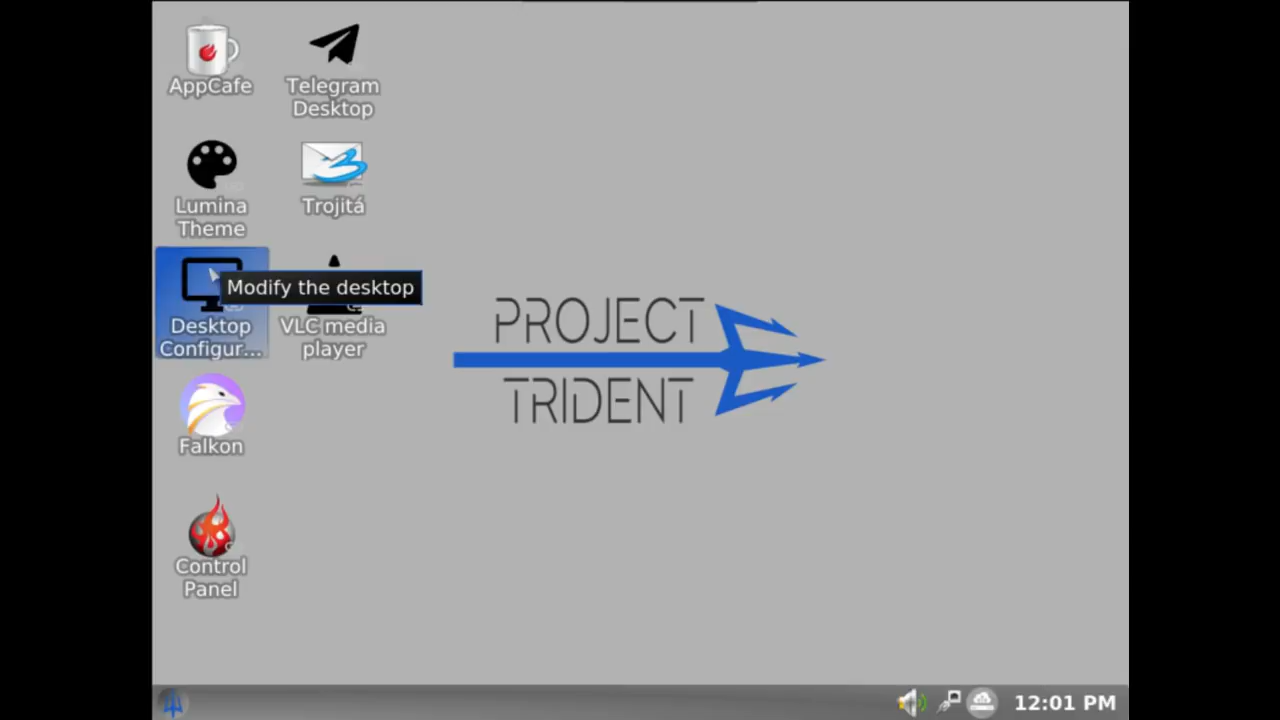 AppCafe
Telegram
Desktop
Lumina
Theme
Trojitá
Modify the desktop
Desktop
Configur...
VLC media
player
Falkon
Control
Panel
PROJECT
TRIDENT
12:01 PM